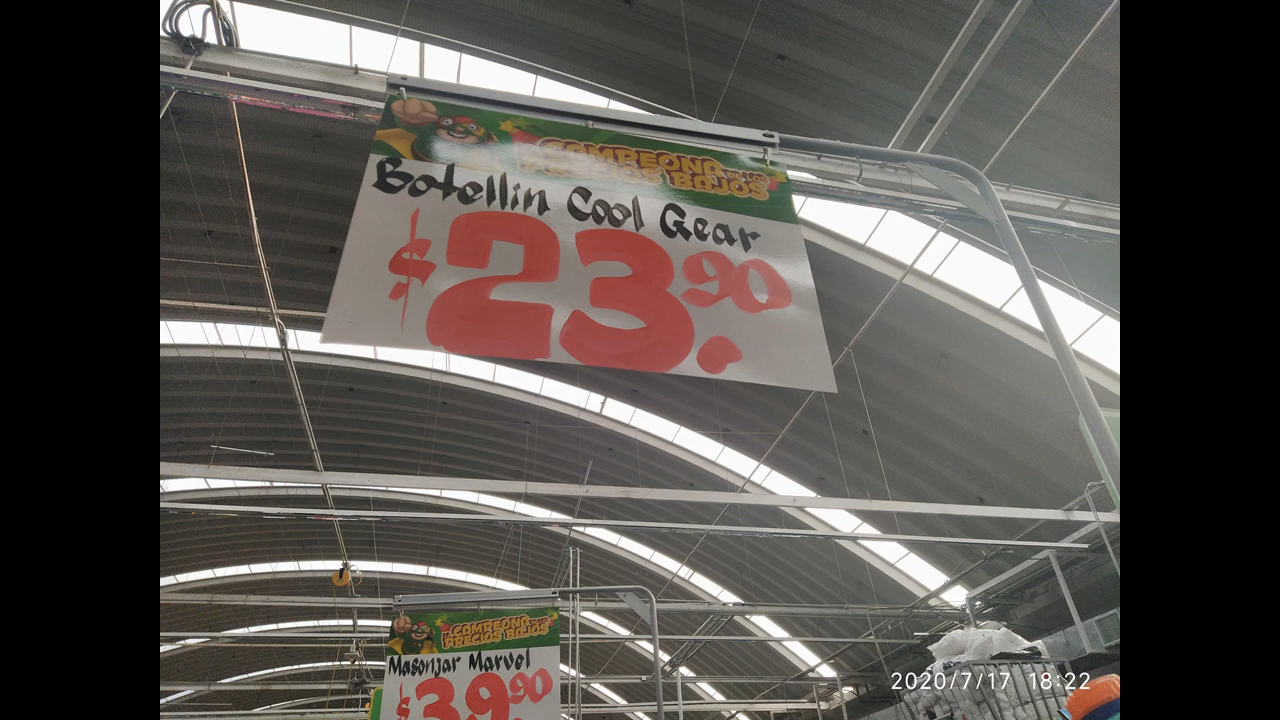 CAMPEONA DE LOS
PRECIOS BAJOS
Botellin Cool Gear
$23.90
CAMPEONA DE LOS
PRECIOS BAJOS
Masonjar Marvel
$39.90
2020/7/17 18:22